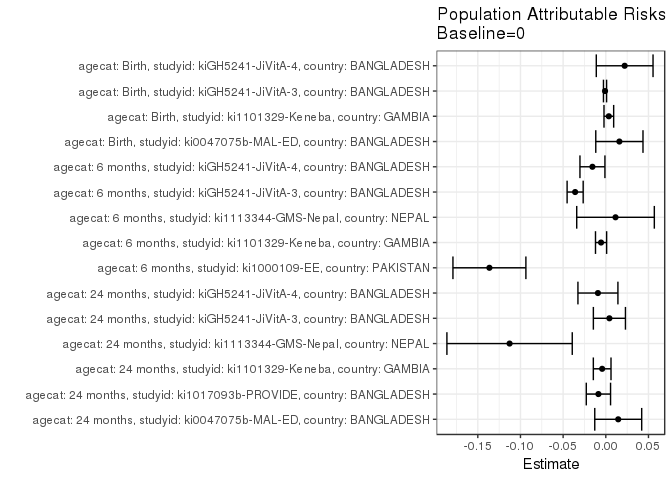 Population Attributable Risks
Baseline=0
agecat: Birth, studyid: kiGH5241-JiVitA-4, country: BANGLADESH
agecat: Birth, studyid: kiGH5241-JiVitA-3, country: BANGLADESH
agecat: Birth, studyid: ki1101329-Keneba, country: GAMBIA
agecat: Birth, studyid: ki0047075b-MAL-ED, country: BANGLADESH
agecat: 6 months, studyid: kiGH5241-JiVitA-4, country: BANGLADESH
agecat: 6 months, studyid: kiGH5241-JiVitA-3, country: BANGLADESH
agecat: 6 months, studyid: ki1113344-GMS-Nepal, country: NEPAL
agecat: 6 months, studyid: ki1101329-Keneba, country: GAMBIA
agecat: 6 months, studyid: ki1000109-EE, country: PAKISTAN
agecat: 24 months, studyid: kiGH5241-JiVitA-4, country: BANGLADESH
agecat: 24 months, studyid: kiGH5241-JiVitA-3, country: BANGLADESH
agecat: 24 months, studyid: ki1113344-GMS-Nepal, country: NEPAL
agecat: 24 months, studyid: ki1101329-Keneba, country: GAMBIA
agecat: 24 months, studyid: ki1017093b-PROVIDE, country: BANGLADESH
agecat: 24 months, studyid: ki0047075b-MAL-ED, country: BANGLADESH
-0.15 -0.10 -0.05 0.00 0.05
Estimate